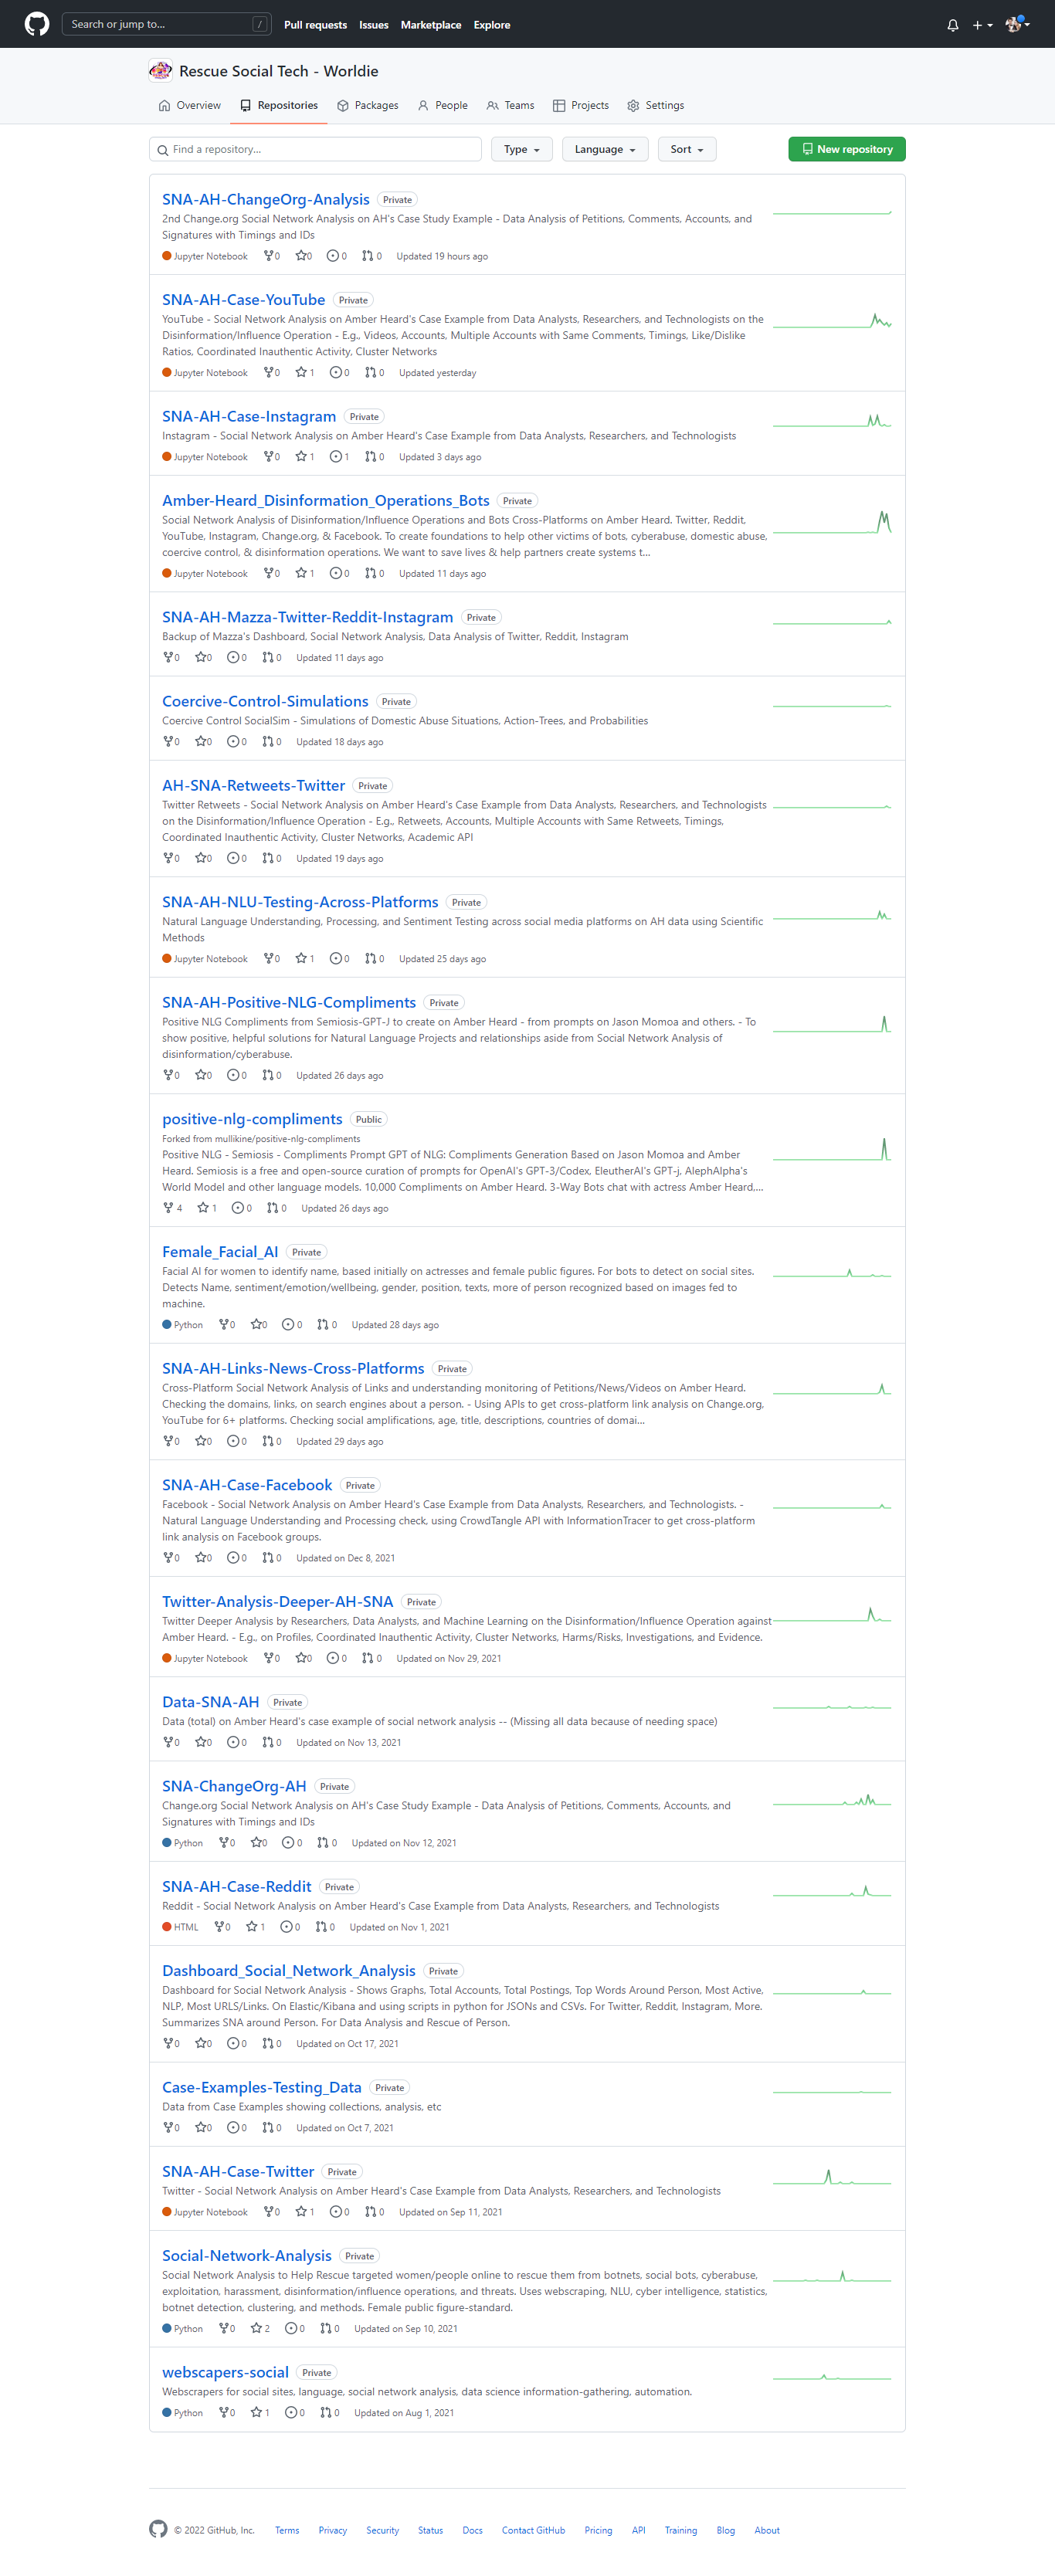 Search or jump to... /
Pull requests Issues Marketplace Explore
Rescue Social Tech - Worldie
Overview Repositories Packages People Teams Projects Settings
Find a repository... Type Language Sort New repository
SNA-AH-ChangeOrg-Analysis Private
2nd Change.org Social Network Analysis on AH's Case Study Example - Data Analysis of Petitions, Comments, Accounts, and
Signatures with Timings and IDs
Jupyter Notebook 0 0 0 0 Updated 19 hours ago
SNA-AH-Case-YouTube Private
YouTube - Social Network Analysis on Amber Heard's Case Example from Data Analysts, Researchers, and Technologists on the
Disinformation/Influence Operation - E.g., Videos, Accounts, Multiple Accounts with Same Comments, Timings, Like/Dislike
Ratios, Coordinated Inauthentic Activity, Cluster Networks
Jupyter Notebook 0 1 0 0 Updated yesterday
SNA-AH-Case-Instagram Private
Instagram - Social Network Analysis on Amber Heard's Case Example from Data Analysts, Researchers, and Technologists
Jupyter Notebook 0 1 1 0 Updated 3 days ago
Amber-Heard_Disinformation_Operations_Bots Private
Social Network Analysis of Disinformation/Influence Operations and Bots Cross-Platforms on Amber Heard. Twitter, Reddit,
YouTube, Instagram, Change.org, & Facebook. To create foundations to help other victims of bots, cyberabuse, domestic abuse,
coercive control, & disinformation operations. We want to save lives & help partners create systems t...
Jupyter Notebook 0 1 0 0 Updated 11 days ago
SNA-AH-Mazza-Twitter-Reddit-Instagram Private
Backup of Mazza's Dashboard, Social Network Analysis, Data Analysis of Twitter, Reddit, Instagram
0 0 0 0 Updated 11 days ago
Coercive-Control-Simulations Private
Coercive Control SocialSim - Simulations of Domestic Abuse Situations, Action-Trees, and Probabilities
0 0 0 0 Updated 18 days ago
AH-SNA-Retweets-Twitter Private
Twitter Retweets - Social Network Analysis on Amber Heard's Case Example from Data Analysts, Researchers, and Technologists
on the Disinformation/Influence Operation - E.g., Retweets, Accounts, Multiple Accounts with Same Retweets, Timings,
Coordinated Inauthentic Activity, Cluster Networks, Academic API
0 0 0 0 Updated 19 days ago
SNA-AH-NLU-Testing-Across-Platforms Private
Natural Language Understanding, Processing, and Sentiment Testing across social media platforms on AH data using Scientific
Methods
Jupyter Notebook 0 1 0 0 Updated 25 days ago
SNA-AH-Positive-NLG-Compliments Private
Positive NLG Compliments from Semiosis-GPT-J to create on Amber Heard - from prompts on Jason Momoa and others. - To
show positive, helpful solutions for Natural Language Projects and relationships aside from Social Network Analysis of
disinformation/cyberabuse.
0 0 0 0 Updated 26 days ago
positive-nlg-compliments Public
Forked from mullikine/positive-nlg-compliments
Positive NLG - Semiosis - Compliments Prompt GPT of NLG: Compliments Generation Based on Jason Momoa and Amber
Heard. Semiosis is a free and open-source curation of prompts for OpenAI's GPT-3/Codex, EleutherAI's GPT-j. AlephAlpha's
World Model and other language models. 10,000 Compliments on Amber Heard. 3-Way Bots chat with actress Amber Heard,...
4 1 0 0 Updated 26 days ago
Female_Facial_AI Private
Facial AI for women to identify name, based initially on actresses and female public figures. For bots to detect on social sites.
Detects Name, sentiment/emotion/wellbeing, gender, position, texts, more of person recognized based on images fed to
machine.
Python 0 0 0 0 Updated 28 days ago
SNA-AH-Links-News-Cross-Platforms Private
Cross-Platform Social Network Analysis of Links and understanding monitoring of Petitions/News/Videos on Amber Heard.
Checking the domains, links, on search engines about a person. - Using APIs to get cross-platform link analysis on Change.org,
YouTube for 6+ platforms. Checking social amplifications, age, title, descriptions, countries of domai...
0 0 0 0 Updated 29 days ago
SNA-AH-Case-Facebook Private
Facebook - Social Network Analysis on Amber Heard's Case Example from Data Analysts, Researchers, and Technologists. -
Natural Language Understanding and Processing check, using CrowdTangle API with InformationTracer to get cross-platform
link analysis on Facebook groups.
0 0 0 0 Updated on Dec 8, 2021
Twitter-Analysis-Deeper-AH-SNA Private
Twitter Deeper Analysis by Researchers, Data Analysts, and Machine Learning on the Disinformation/Influence Operation against
Amber Heard. - E.g., on Profiles, Coordinated Inauthentic Activity, Cluster Networks, Harms/Risks, Investigations, and Evidence.
Jupyter Notebook 0 0 0 0 Updated on Nov 29, 2021
Data-SNA-AH Private
Data (total) on Amber Heard's case example of social network analysis -- (Missing all data because of needing space)
0 0 0 0 Updated on Nov 13, 2021
SNA-ChangeOrg-AH Private
Change.org Social Network Analysis on AH's Case Study Example - Data Analysis of Petitions, Comments, Accounts, and
Signatures with Timings and IDs
Python 0 0 0 0 Updated on Nov 12, 2021
SNA-AH-Case-Reddit Private
Reddit - Social Network Analysis on Amber Heard's Case Example from Data Analysts, Researchers, and Technologists
HTML 0 1 0 0 Updated on Nov 1, 2021
Dashboard_Social_Network_Analysis Private
Dashboard for Social Network Analysis - Shows Graphs, Total Accounts, Total Postings, Top Words Around Person, Most Active,
NLP, Most URLS/Links. On Elastic/Kibana and using scripts in python for JSONs and CSVs. For Twitter, Reddit, Instagram, More.
Summarizes SNA around Person. For Data Analysis and Rescue of Person.
0 0 0 0 Updated on Oct 17, 2021
Case-Examples-Testing_Data Private
Data from Case Examples showing collections, analysis, etc
0 0 0 0 Updated on Oct 7, 2021
SNA-AH-Case-Twitter Private
Twitter - Social Network Analysis on Amber Heard's Case Example from Data Analysts, Researchers, and Technologists
Jupyter Notebook 0 1 0 0 Updated on Sep 11, 2021
Social-Network-Analysis Private
Social Network Analysis to Help Rescue targeted women/people online to rescue them from botnets, social bots, cyberabuse,
exploitation, harassment, disinformation/influence operations, and threats. Uses webscraping, NLU, cyber intelligence, statistics,
botnet detection, clustering, and methods. Female public figure-standard.
Python 0 2 0 0 Updated on Sep 10, 2021
webscapers-social Private
Webscrapers for social sites, language, social network analysis, data science information-gathering, automation.
Python 0 1 0 0 Updated on Aug 1, 2021
© 2022 GitHub, Inc. Terms Privacy Security Status Docs Contact GitHub Pricing API Training Blog About